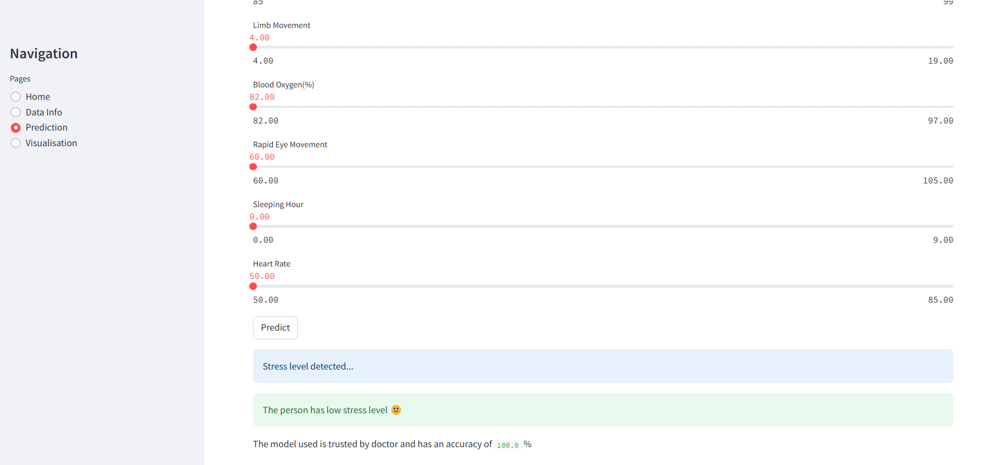 Navigation
Pages
Home
Data Info
Prediction
Visualisation
85 99
Limb Movement
4.00
4.00 19.00
Blood Oxygen(%)
82.00
82.00 97.00
Rapid Eye Movement
60.00
60.00 105.00
Sleeping Hour
0.00
0.00 9.00
Heart Rate
50.00
50.00 85.00
Predict
Stress level detected...
The person has low stress level
The model used is trusted by doctor and has an accuracy of 100.0 %